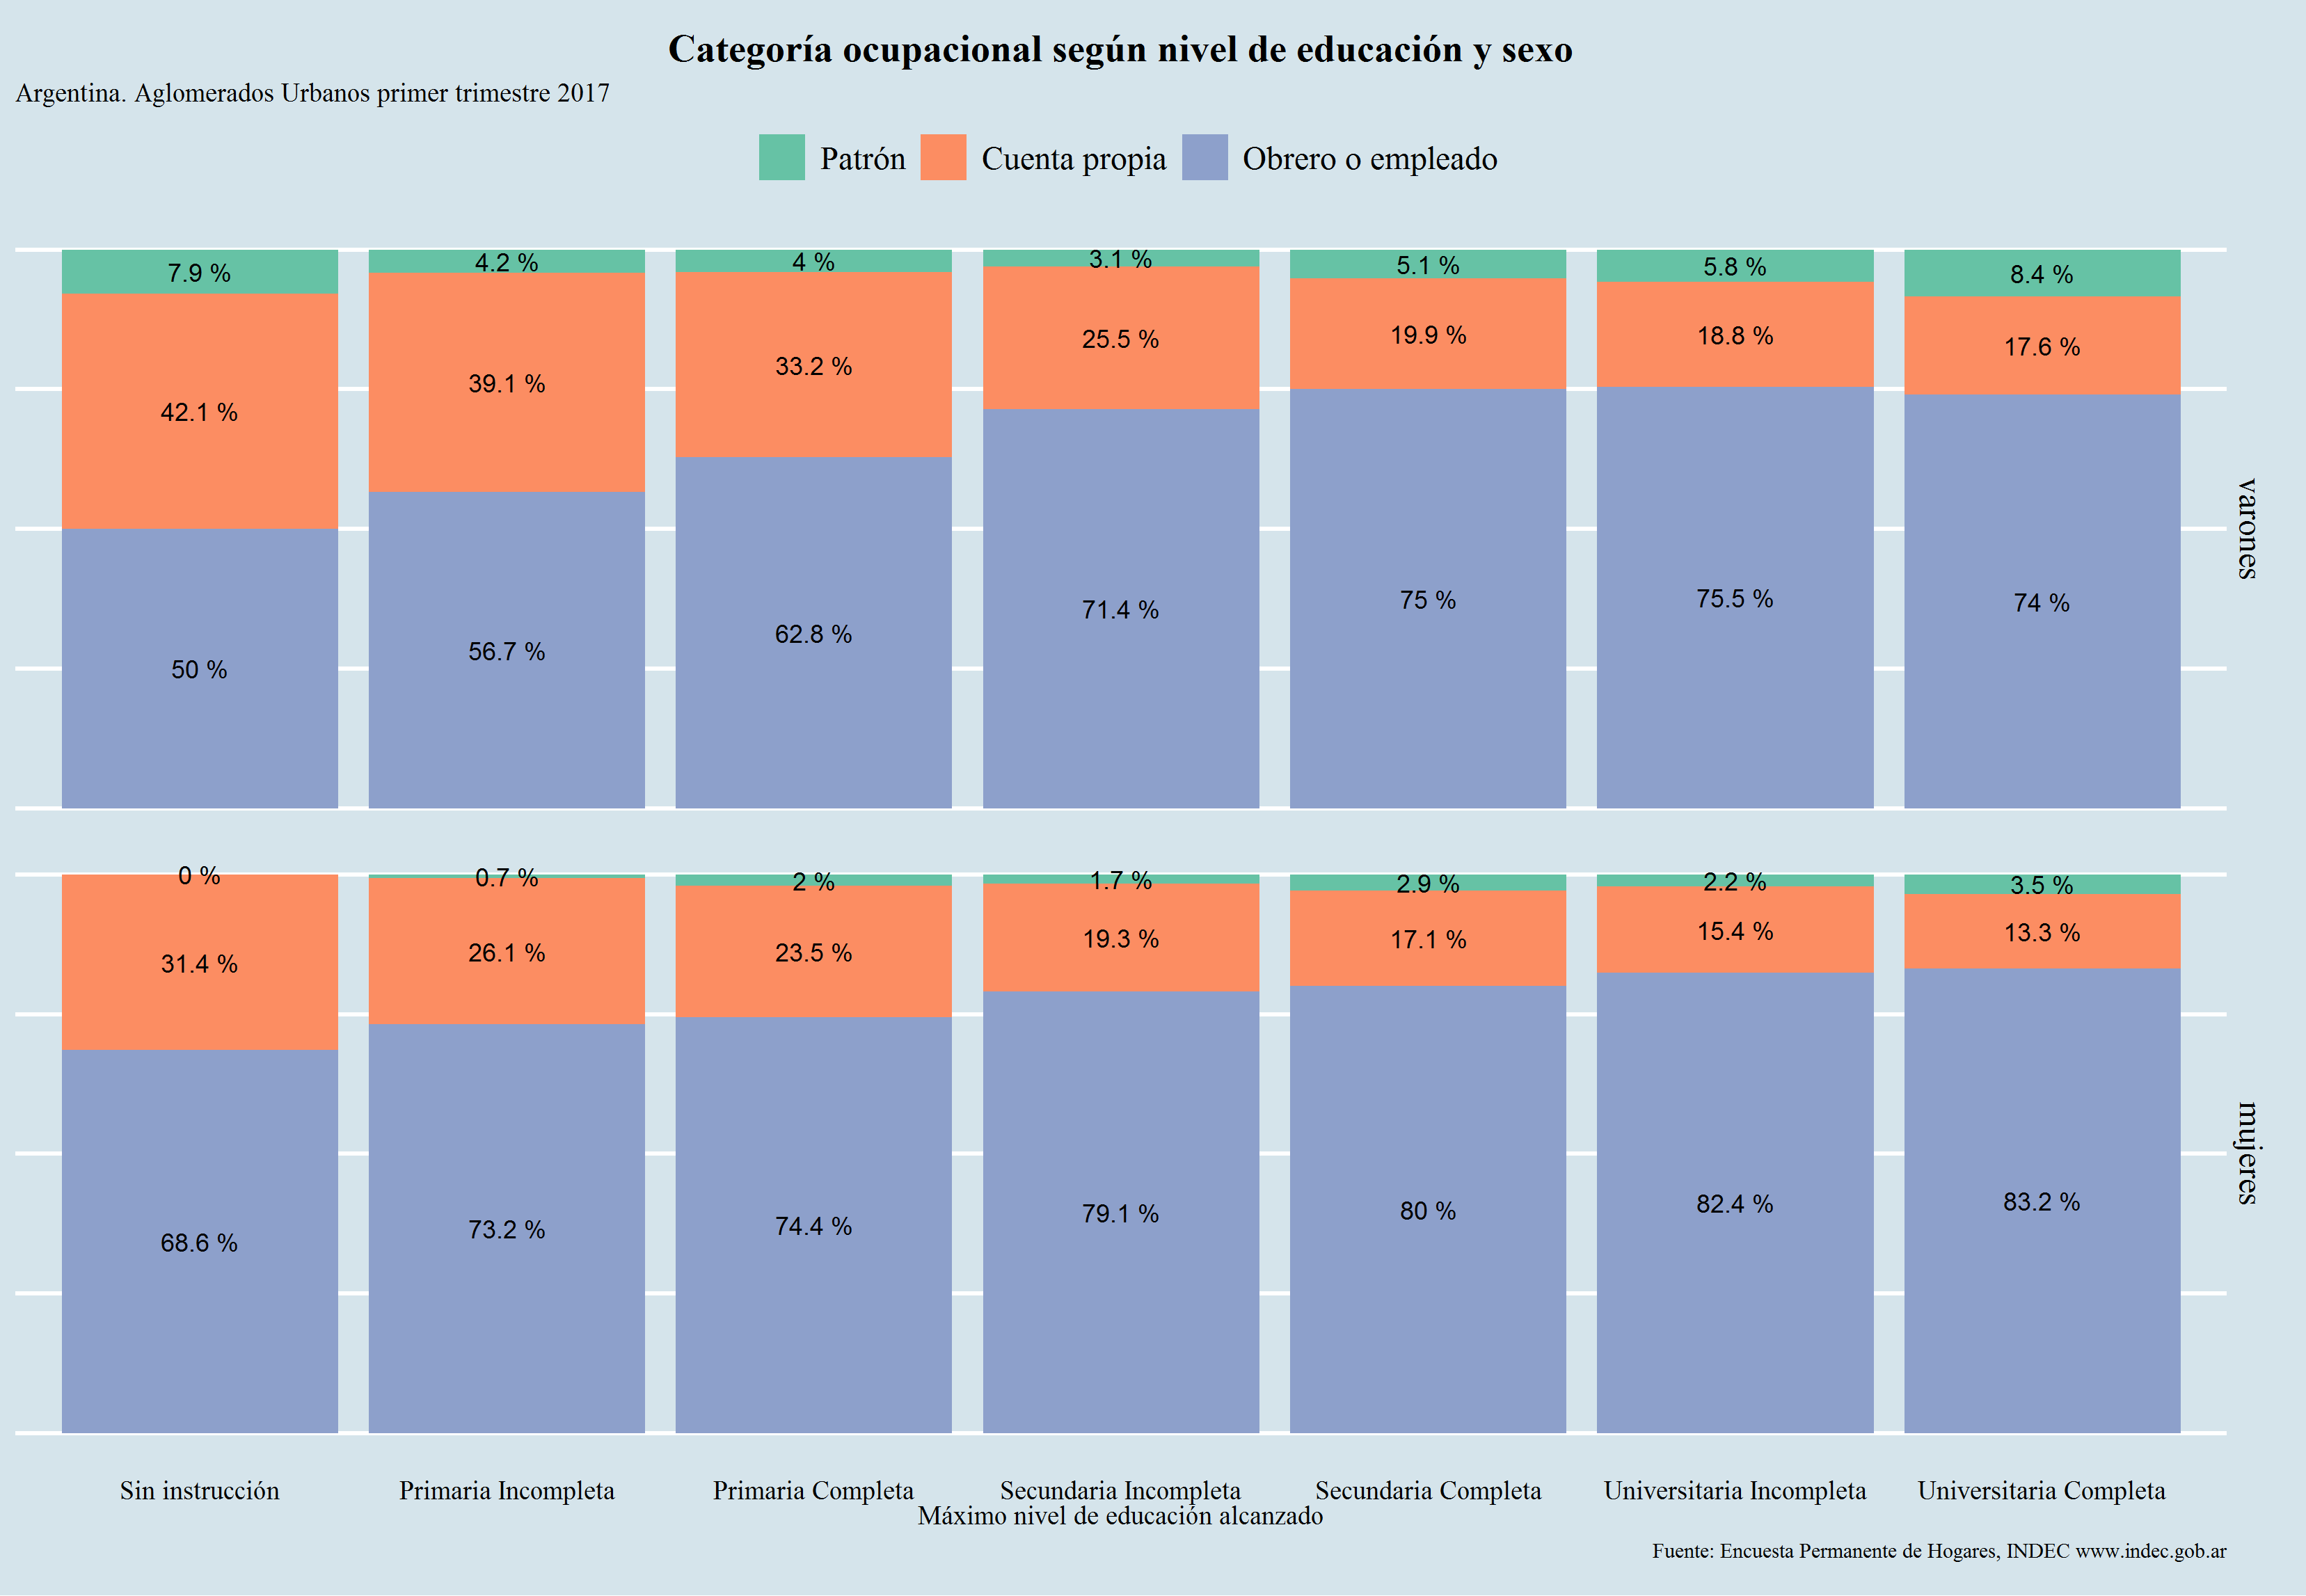 Categoría ocupacional según nivel de educación y sexo
Argentina. Aglomerados Urbanos primer trimestre 2017
Patrón Cuenta propia Obrero o empleado
7.9 % 4.2 % 4 % 3.1 % 5.1 % 5.8 % 8.4 %
42.1 % 39.1 % 33.2 % 25.5 % 19.9 % 18.8 % 17.6 %
50 % 56.7 % 62.8 % 71.4 % 75 % 75.5 % 74 %
varones
0 % 0.7 % 2 % 1.7 % 2.9 % 2.2 % 3.5 %
31.4 % 26.1 % 23.5 % 19.3 % 17.1 % 15.4 % 13.3 %
68.6 % 73.2 % 74.4 % 79.1 % 80 % 82.4 % 83.2 %
mujeres
Sin instrucción Primaria Incompleta Primaria Completa Secundaria Incompleta Secundaria Completa Universitaria Incompleta Universitaria Completa
Máximo nivel de educación alcanzado
Fuente: Encuesta Permanente de Hogares, INDEC www.indec.gob.ar